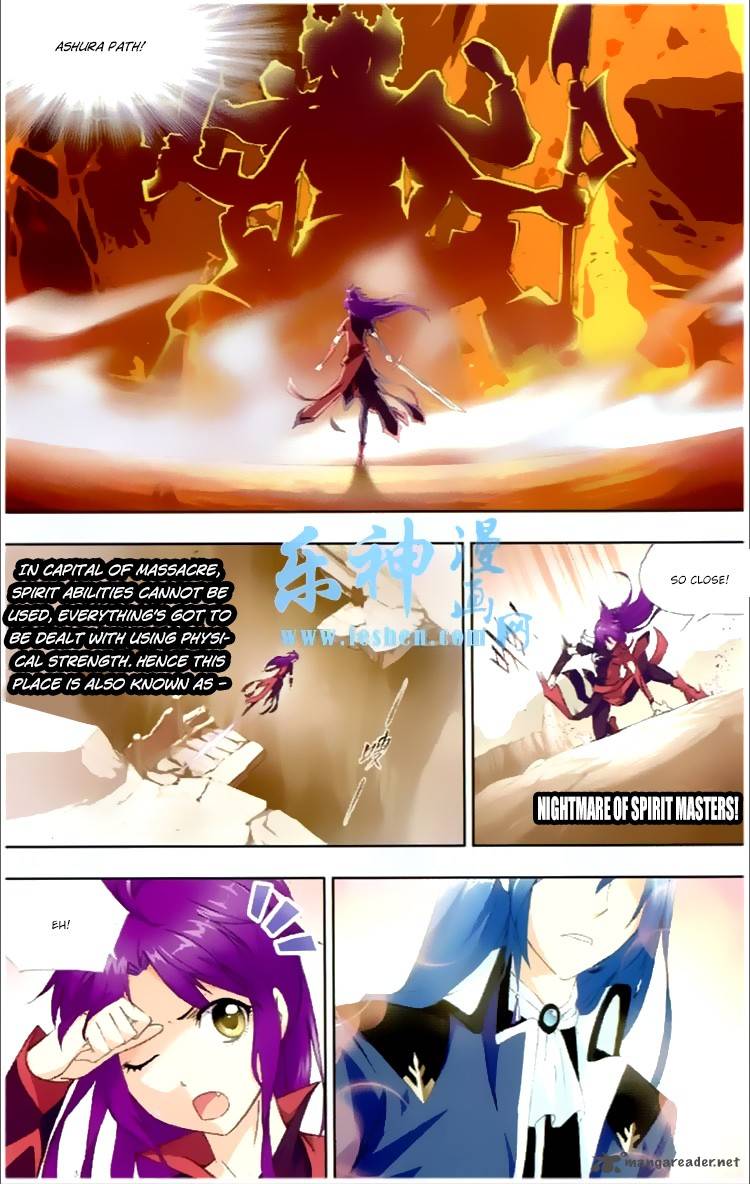 ASHURA PATH!
乐神漫画网
www.leshen.com
IN CAPITAL OF MASSACRE,
SPIRIT ABILITIES CANNOT BE
USED, EVERYTHING'S GOT TO
BE DEALT WITH USING PHYSI-
CAL STRENGTH. HENCE THIS
PLACE IS ALSO KNOWN AS -
SO CLOSE!
NIGHTMARE OF SPIRIT MASTERS!
EH!
mangareader.net